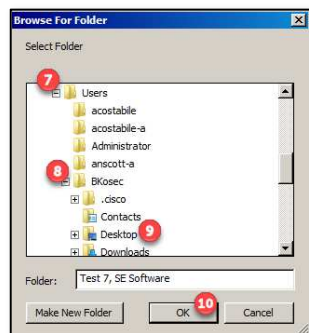 Browse For Folder
Select Folder
7
Users
acostabile
acostabile-a
Administrator
anscott-a
8
BKosec
.cisco
Contacts
Desktop 9
Downloads
Folder: Test 7, SE Software
10
Make New Folder OK Cancel